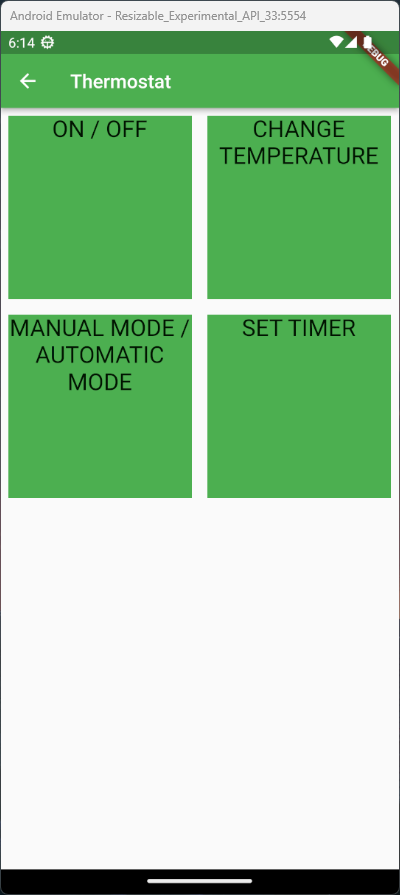 Android Emulator - Resizable_Experimental_API_33:5554
6:14
DEBUG
Thermostat
ON / OFF
CHANGE
TEMPERATURE
MANUAL MODE /
AUTOMATIC
MODE
SET TIMER